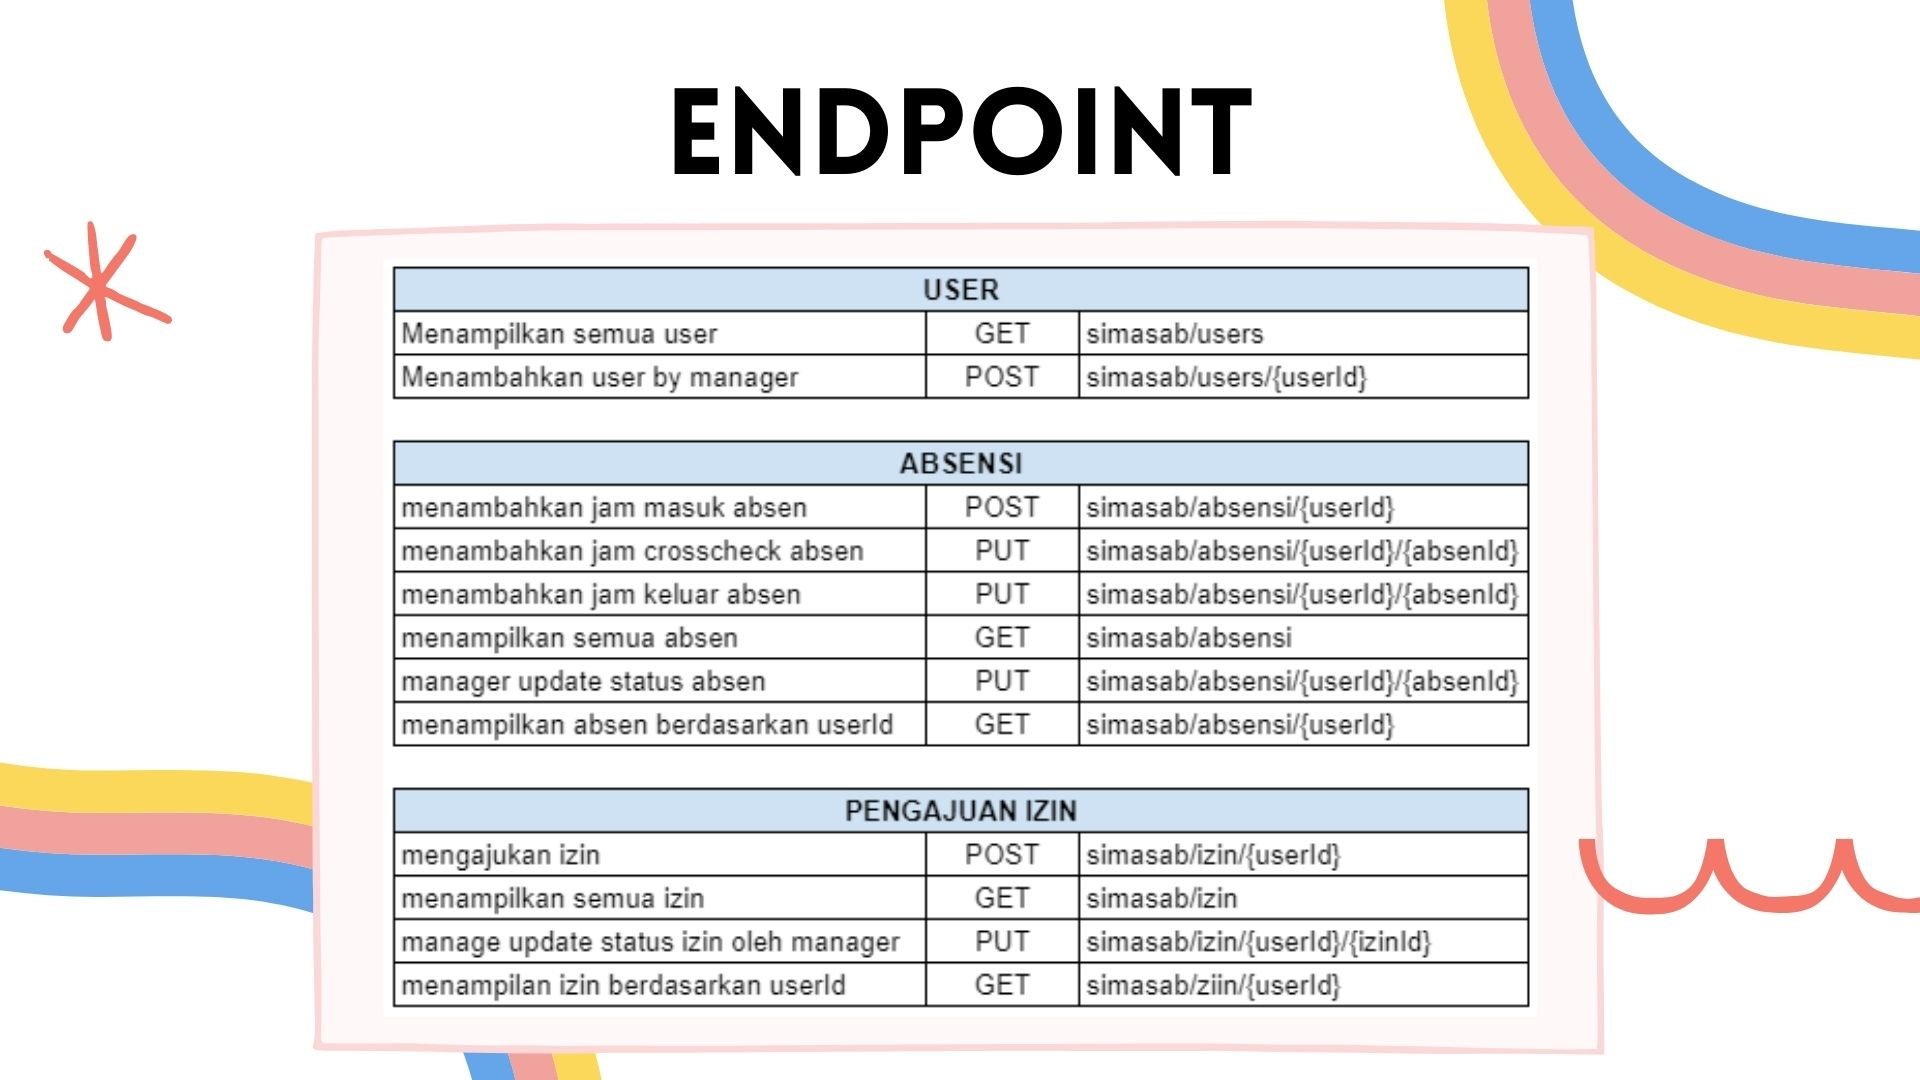 ENDPOINT
USER
Menampilkan semua user GET simasab/users
Menambahkan user by manager POST simasab/users/{userId}
ABSENSI
menambahkan jam masuk absen POST simasab/absensi/{userId}
menambahkan jam crosscheck absen PUT simasab/absensi/{userId}/{absenId}
menambahkan jam keluar absen PUT simasab/absensi/{userId}/{absenId}
menampilkan semua absen GET simasab/absensi
manager update status absen PUT simasab/absensi/{userId}/{absenId}
menampilkan absen berdasarkan userId GET simasab/absensi/{userId}
PENGAJUAN IZIN
mengajukan izin POST simasab/izin/{userId}
menampilkan semua izin GET simasab/izin
manage update status izin oleh manager PUT simasab/izin/{userId}/{izinId}
menampilan izin berdasarkan userId GET simasab/ziin/{userId}